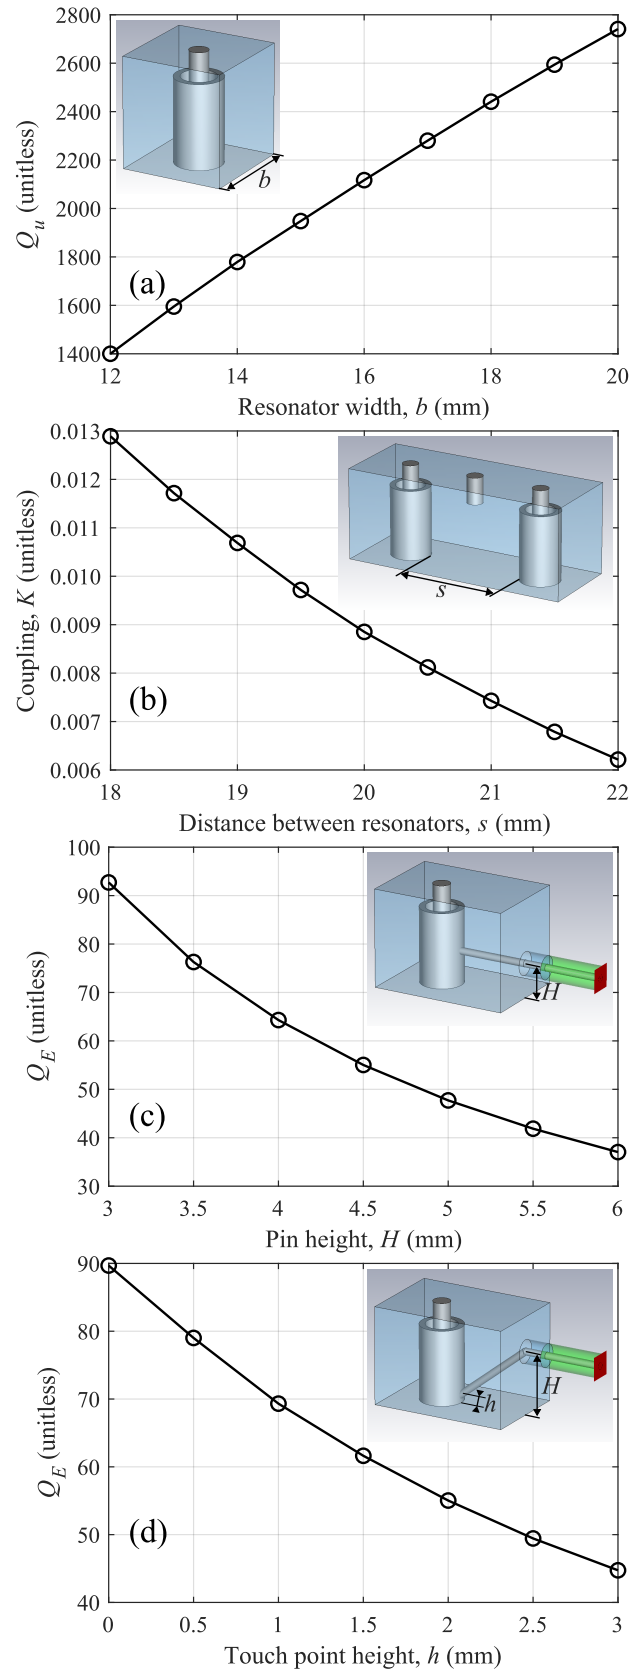 2800
2600
2400
2200
2000
1800
1600
1400
Q_u (unitless)
b
(a)
12 14 16 18 20
Resonator width, b (mm)
0.013
0.012
0.011
0.010
0.009
0.008
0.007
0.006
Coupling, K (unitless)
s
(b)
18 19 20 21 22
Distance between resonators, s (mm)
100
90
80
70
60
50
40
30
Q_E (unitless)
H
(c)
3 3.5 4 4.5 5 5.5 6
Pin height, H (mm)
90
80
70
60
50
40
Q_E (unitless)
H
h
(d)
0 0.5 1 1.5 2 2.5 3
Touch point height, h (mm)